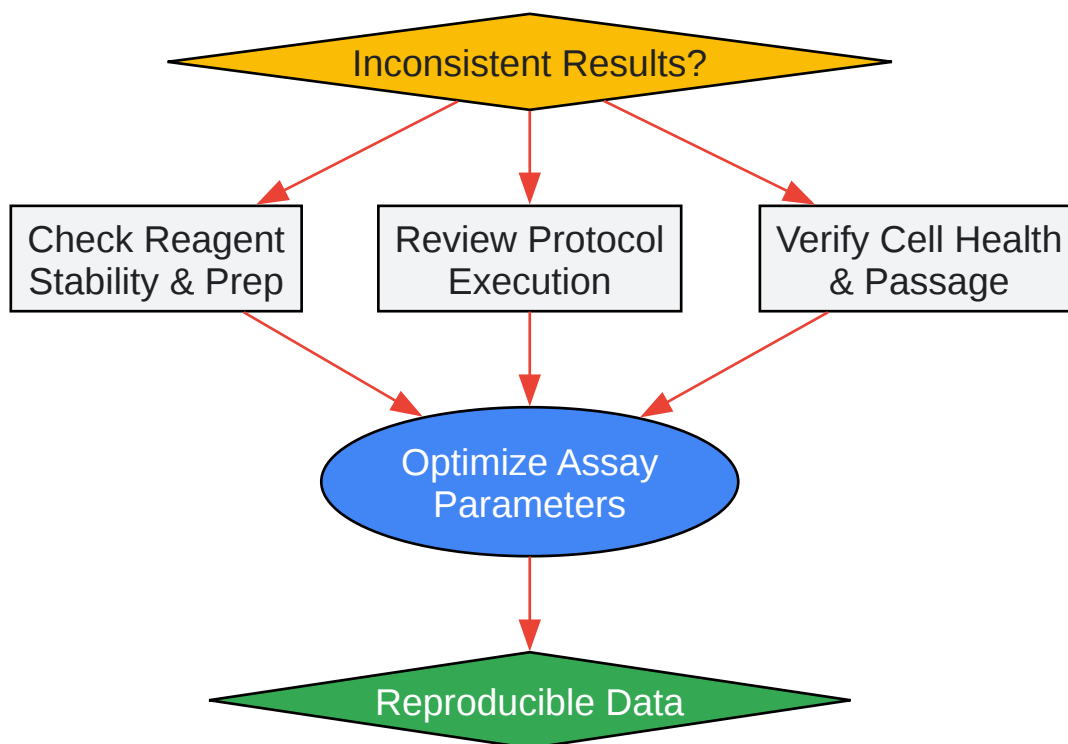 Inconsistent Results?
Check Reagent
Stability & Prep
Review Protocol
Execution
Verify Cell Health
& Passage
Optimize Assay
Parameters
Reproducible Data